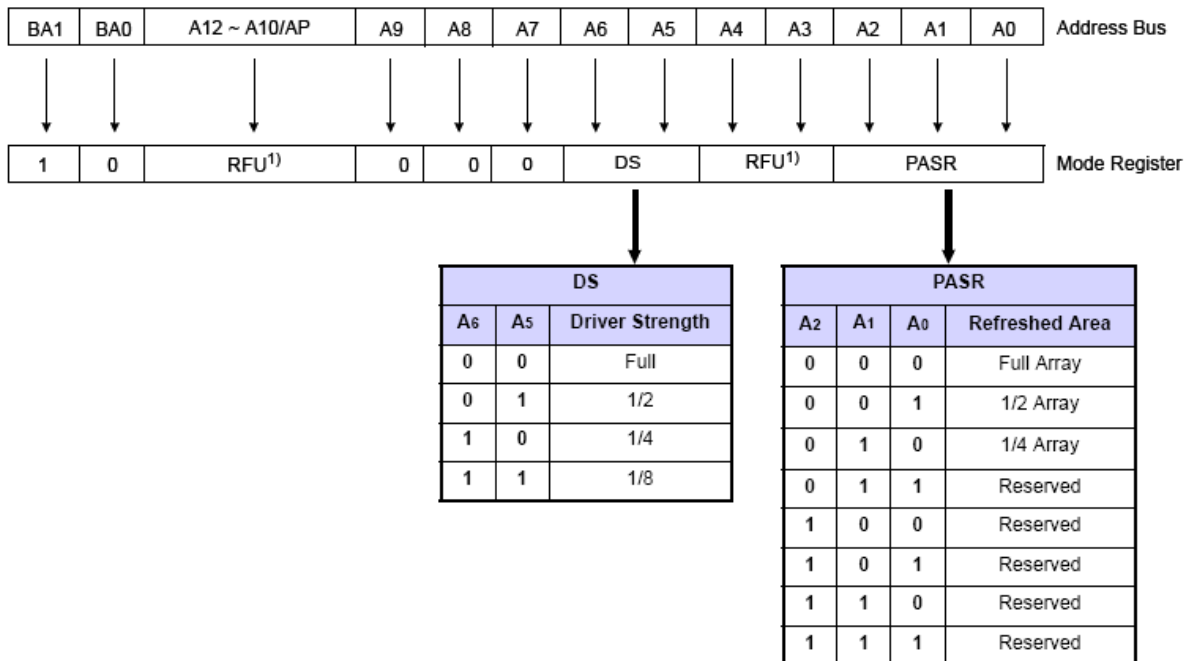 BA1 BA0 A12 ~ A10/AP A9 A8 A7 A6 A5 A4 A3 A2 A1 A0 Address Bus
1 0 RFU1) 0 0 0 DS RFU1) PASR Mode Register
DS
A6 A5 Driver Strength
0 0 Full
0 1 1/2
1 0 1/4
1 1 1/8
PASR
A2 A1 A0 Refreshed Area
0 0 0 Full Array
0 0 1 1/2 Array
0 1 0 1/4 Array
0 1 1 Reserved
1 0 0 Reserved
1 0 1 Reserved
1 1 0 Reserved
1 1 1 Reserved